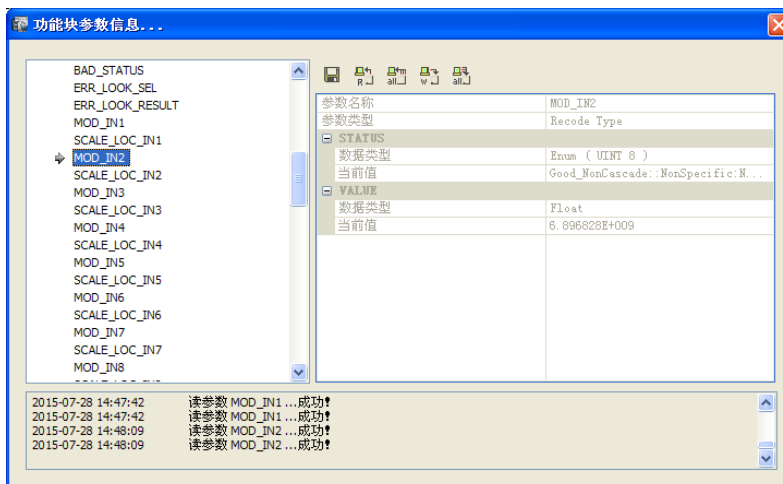 功能块参数信息...
BAD_STATUS
ERR_LOOK_SEL
ERR_LOOK_RESULT
MOD_IN1
SCALE_LOC_IN1
MOD_IN2
SCALE_LOC_IN2
MOD_IN3
SCALE_LOC_IN3
MOD_IN4
SCALE_LOC_IN4
MOD_IN5
SCALE_LOC_IN5
MOD_IN6
SCALE_LOC_IN6
MOD_IN7
SCALE_LOC_IN7
MOD_IN8
R all w all
参数名称 MOD_IN2
参数类型 Recode Type
STATUS
数据类型 Enum ( UINT 8 )
当前值 Good_NonCascade::NonSpecific:N...
VALUE
数据类型 Float
当前值 6.896828E+009
2015-07-28 14:47:42 读参数 MOD_IN1 ...成功!
2015-07-28 14:47:42 读参数 MOD_IN1 ...成功!
2015-07-28 14:48:09 读参数 MOD_IN2 ...成功!
2015-07-28 14:48:09 读参数 MOD_IN2 ...成功!